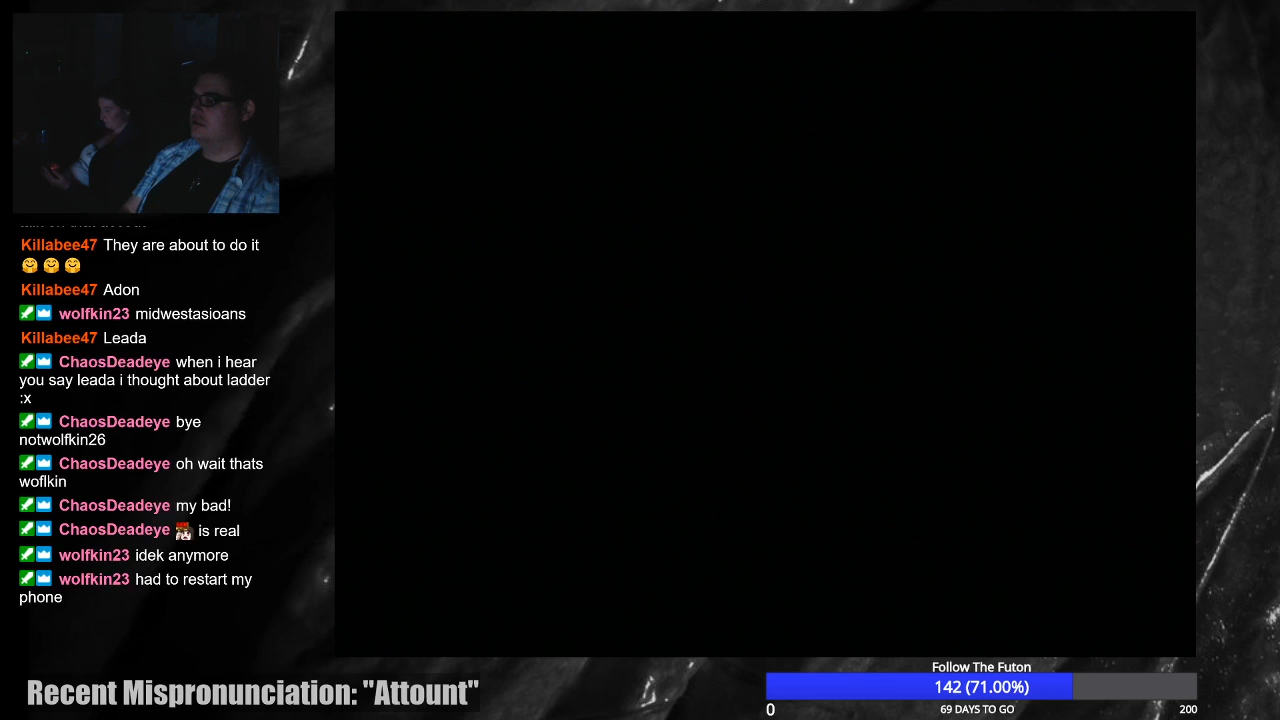 Killabee47 They are about to do it
🤗 🤗 🤗
Killabee47 Adon
wolfkin23 midwestasioans
Killabee47 Leada
ChaosDeadeye when i hear
you say leada i thought about ladder
:x
ChaosDeadeye bye
notwolfkin26
ChaosDeadeye oh wait thats
woflkin
ChaosDeadeye my bad!
ChaosDeadeye is real
wolfkin23 idek anymore
wolfkin23 had to restart my
phone
Recent Mispronunciation: "Attount"
Follow The Futon
142 (71.00%)
0
69 DAYS TO GO
200